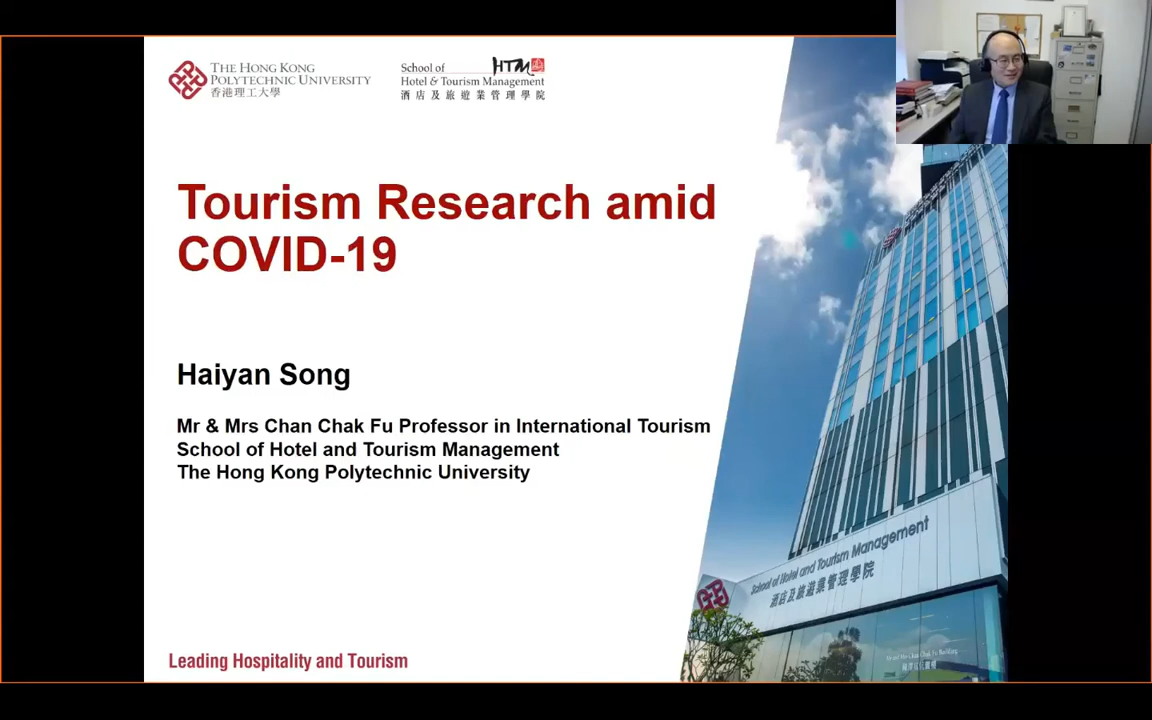 THE HONG KONG
POLYTECHNIC UNIVERSITY
香港理工大學
School of
HTM
Hotel & Tourism Management
酒店及旅遊業管理學院
Tourism Research amid
COVID-19
Haiyan Song
Mr & Mrs Chan Chak Fu Professor in International Tourism
School of Hotel and Tourism Management
The Hong Kong Polytechnic University
School of Hotel and Tourism Management
酒店及旅遊業管理學院
Leading Hospitality and Tourism